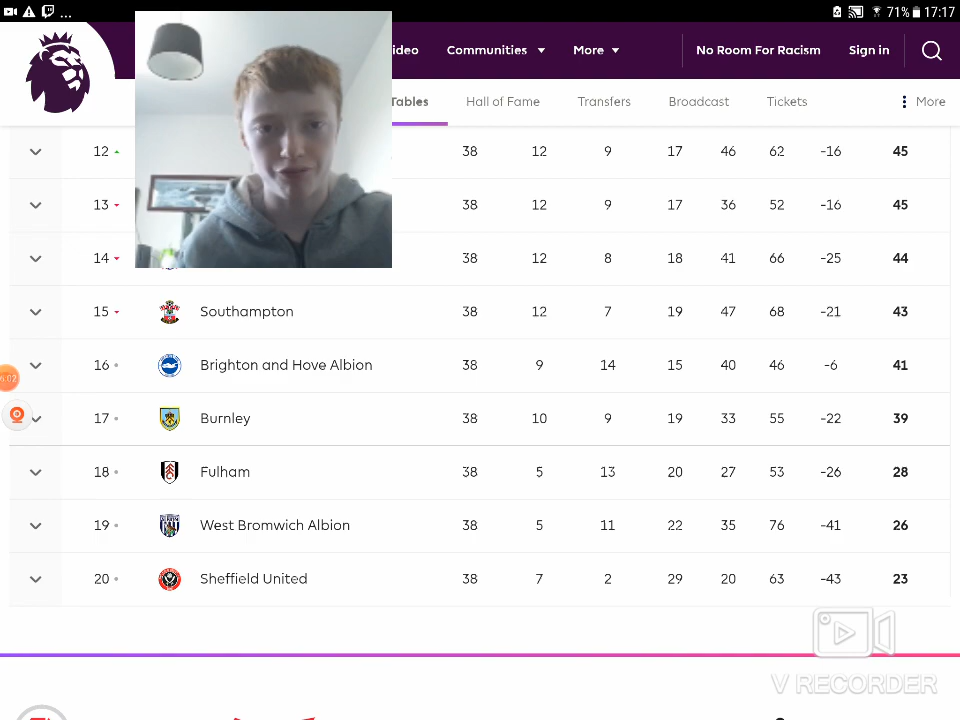 ... 71% 17:17
ideo Communities More No Room For Racism Sign in
Tables Hall of Fame Transfers Broadcast Tickets More
12 38 12 9 17 46 62 -16 45
13 38 12 9 17 36 52 -16 45
14 38 12 8 18 41 66 -25 44
15 Southampton 38 12 7 19 47 68 -21 43
16 Brighton and Hove Albion 38 9 14 15 40 46 -6 41
17 Burnley 38 10 9 19 33 55 -22 39
18 Fulham 38 5 13 20 27 53 -26 28
19 West Bromwich Albion 38 5 11 22 35 76 -41 26
20 Sheffield United 38 7 2 29 20 63 -43 23
V RECORDER